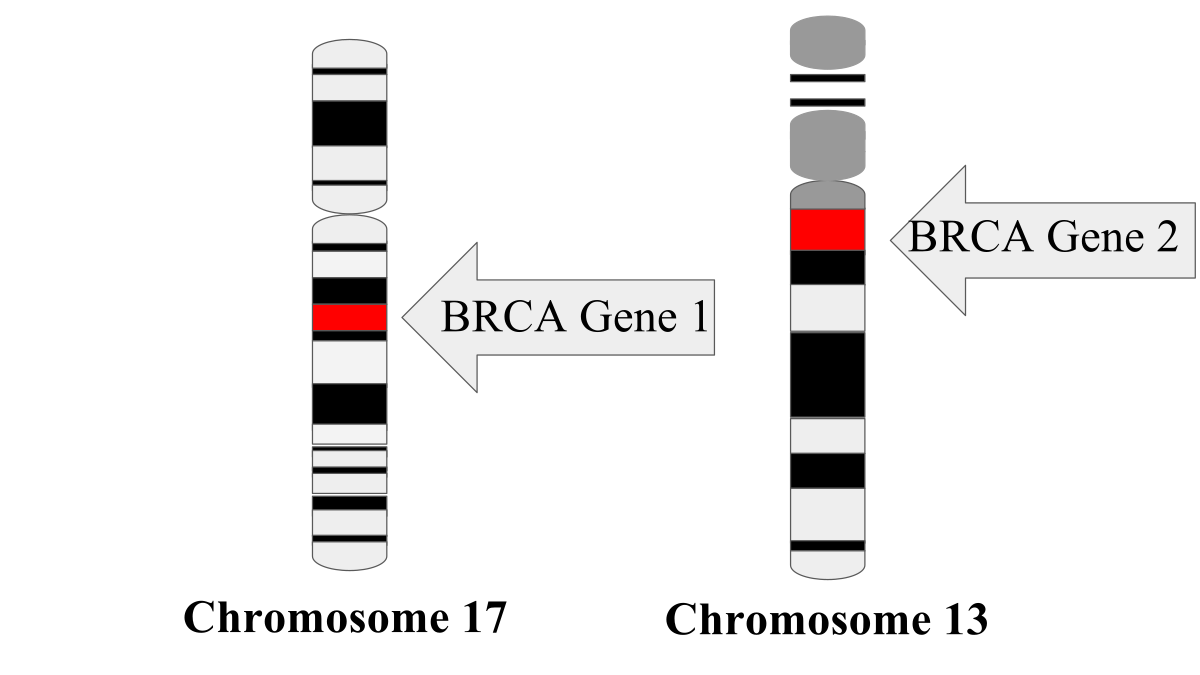 BRCA Gene 1
BRCA Gene 2
Chromosome 17
Chromosome 13